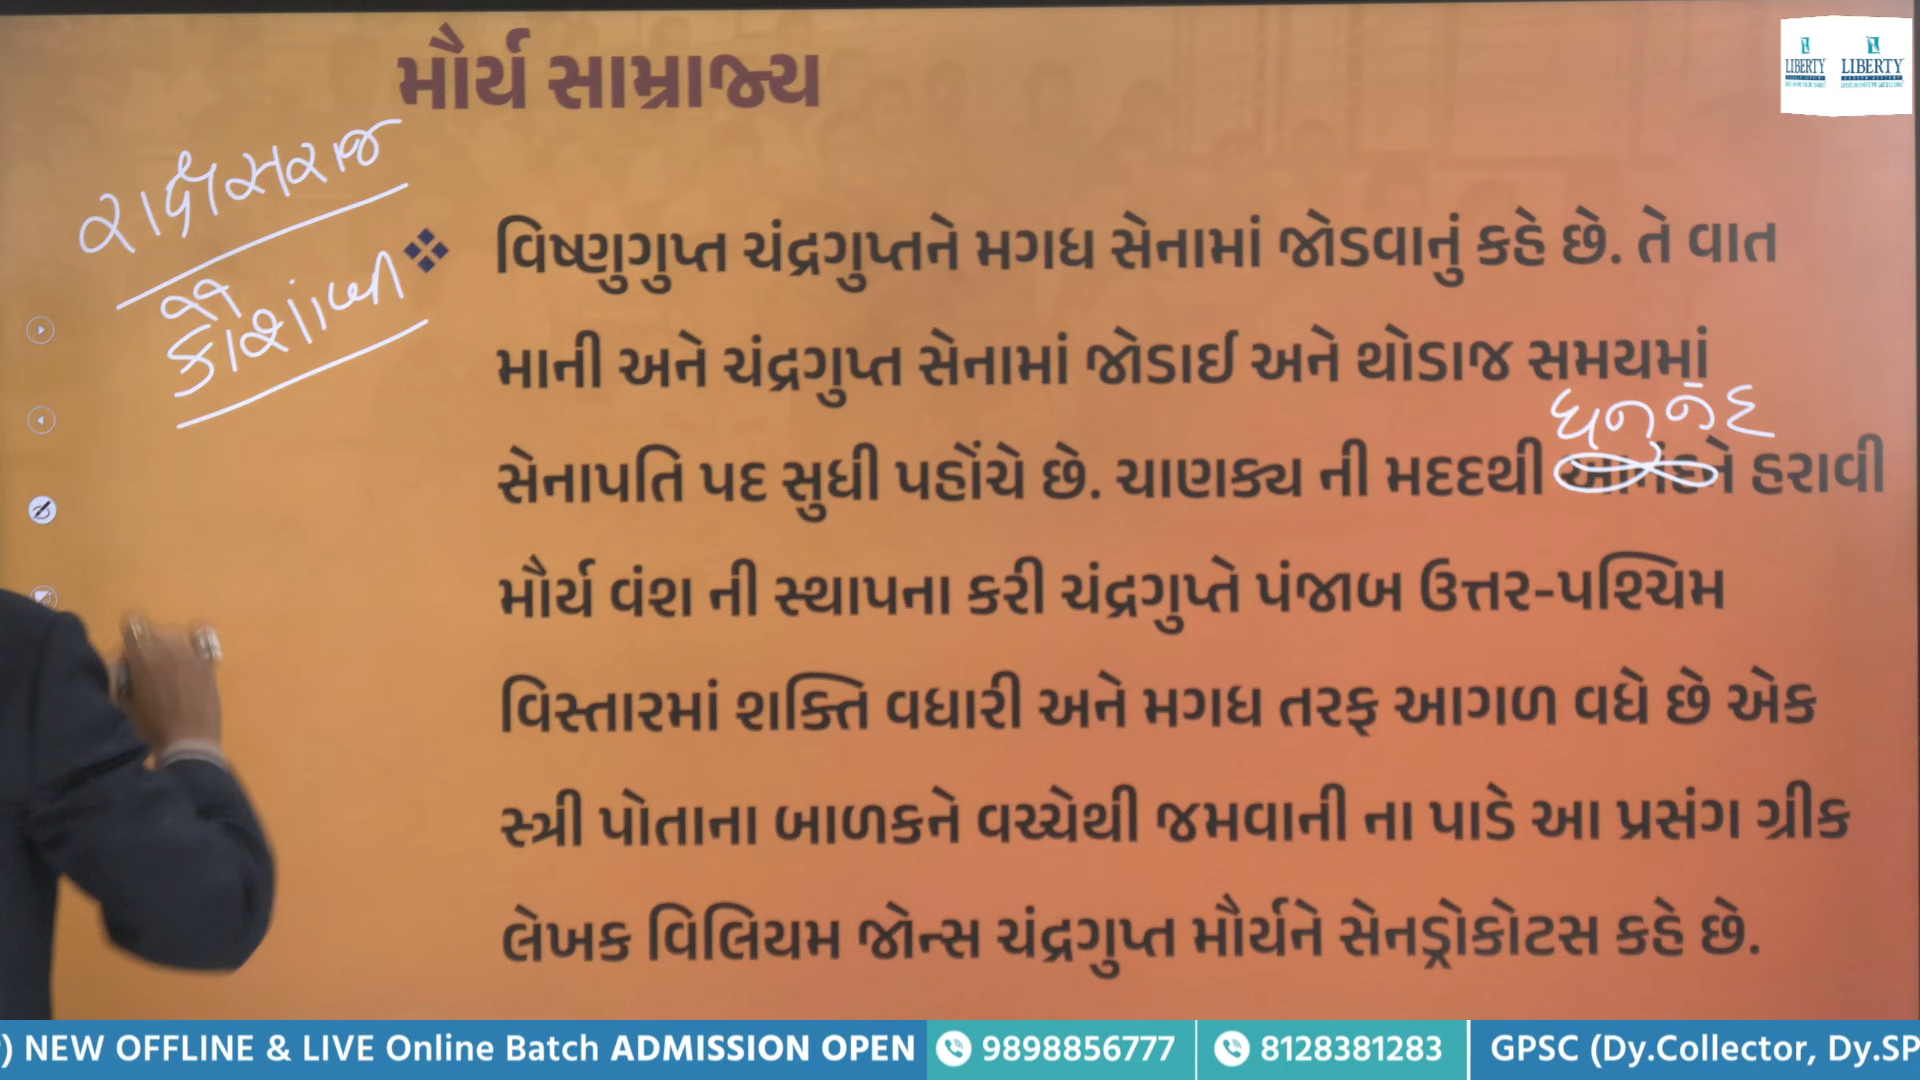 મૌર્ય સામ્રાજ્ય
LIBERTY LIBERTY
વિષ્ણુગુપ્ત ચંદ્રગુપ્તને મગધ સેનામાં જોડવાનું કહે છે. તે વાત
માની અને ચંદ્રગુપ્ત સેનામાં જોડાઈ અને થોડાજ સમયમાં
ધનનંદ
સેનાપતિ પદ સુધી પહોંચે છે. ચાણક્ય ની મદદથી આનંદને હરાવી
મૌર્ય વંશ ની સ્થાપના કરી ચંદ્રગુપ્તે પંજાબ ઉત્તર-પશ્ચિમ
વિસ્તારમાં શક્તિ વધારી અને મગધ તરફ આગળ વધે છે એક
સ્ત્રી પોતાના બાળકને વચ્ચેથી જમવાની ના પાડે આ પ્રસંગ ગ્રીક
લેખક વિલિયમ જોન્સ ચંદ્રગુપ્ત મૌર્યને સેનડ્રોકોટસ કહે છે.
) NEW OFFLINE & LIVE Online Batch ADMISSION OPEN 9898856777 8128381283 GPSC (Dy.Collector, Dy.SP